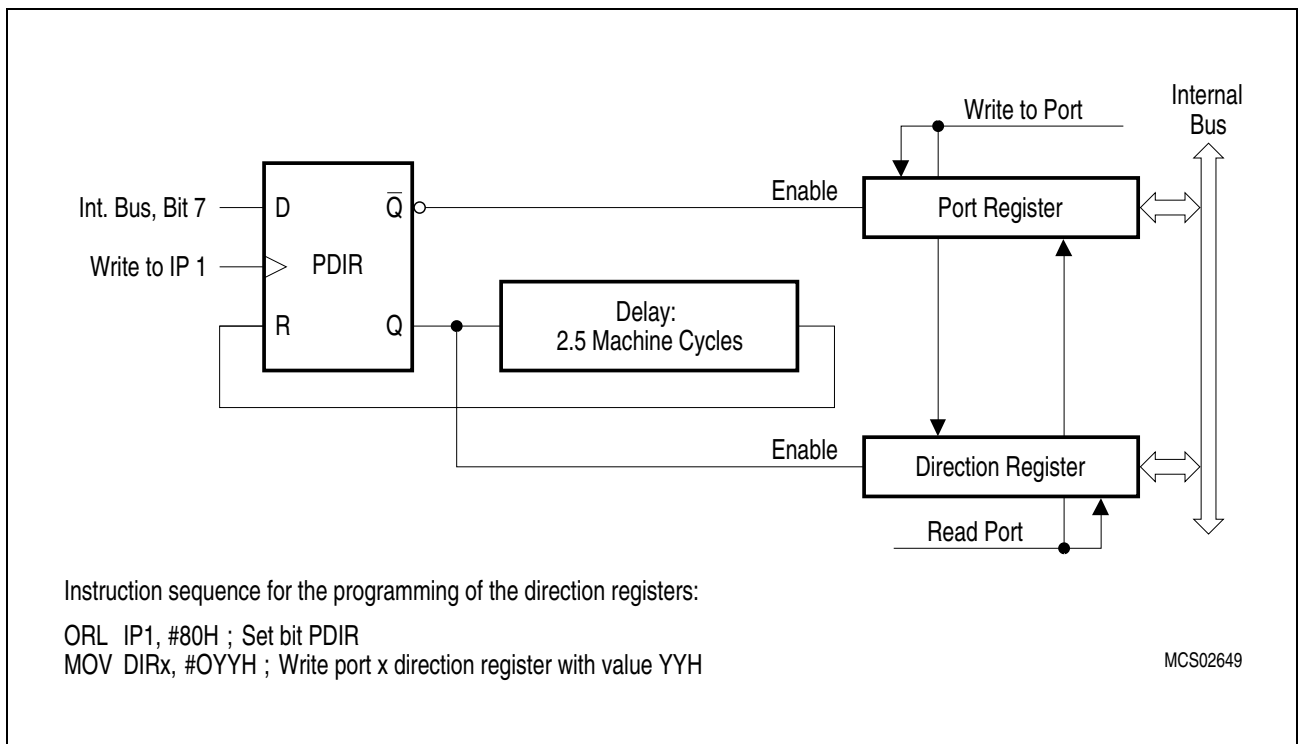 Internal
Bus
Write to Port
Int. Bus, Bit 7
D
Q
Enable
Port Register
Write to IP 1
PDIR
R
Q
Delay:
2.5 Machine Cycles
Enable
Direction Register
Read Port
Instruction sequence for the programming of the direction registers:
ORL IP1, #80H ; Set bit PDIR
MOV DIRx, #OYYH ; Write port x direction register with value YYH
MCS02649